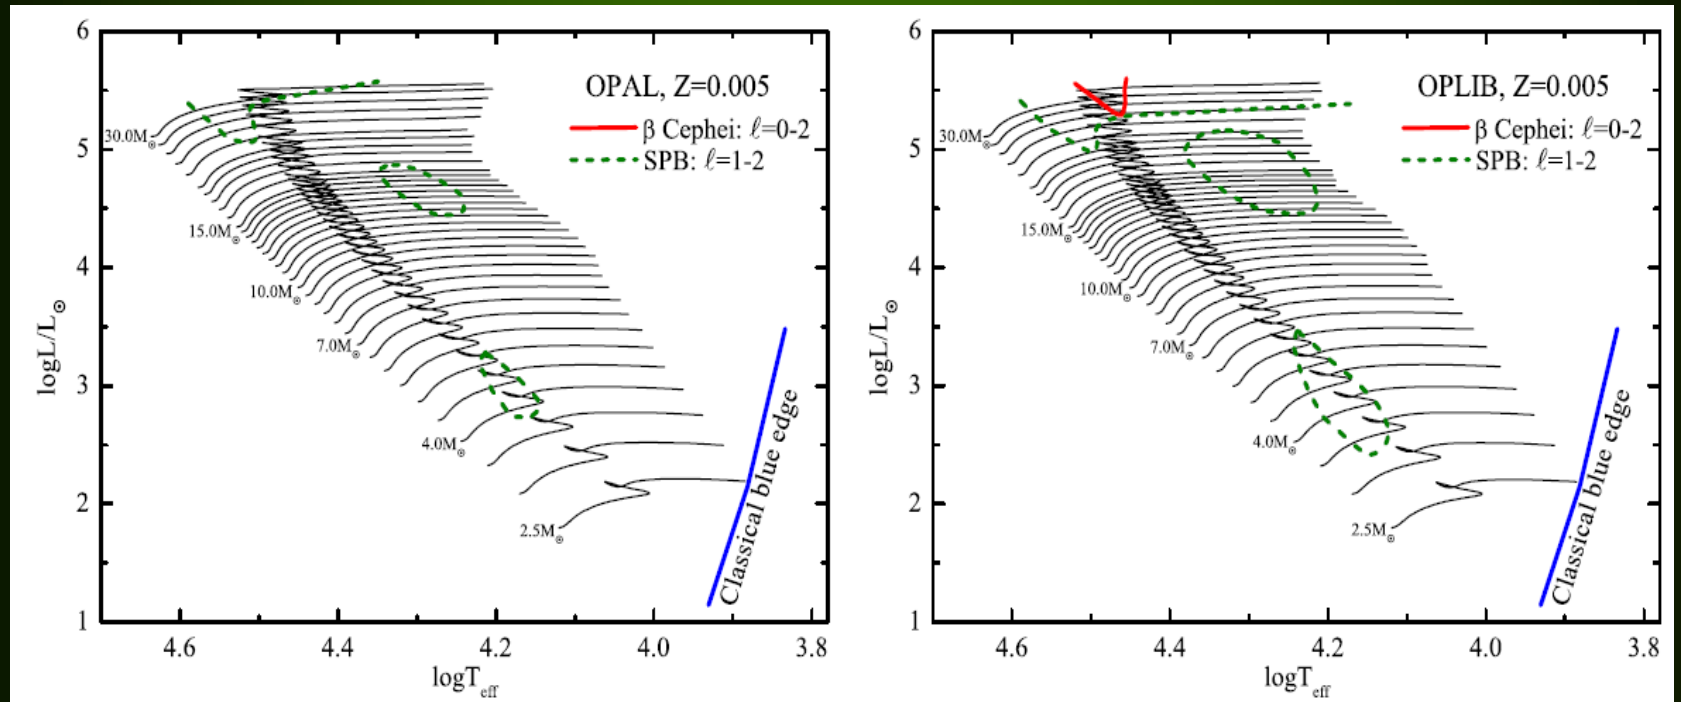 6
5
4
3
2
1
logL/L☉
OPAL, Z=0.005
β Cephei: ℓ=0-2
SPB: ℓ=1-2
30.0M☉
15.0M☉
10.0M☉
7.0M☉
4.0M☉
2.5M☉
Classical blue edge
4.6 4.4 4.2 4.0 3.8
logTeff
6
5
4
3
2
1
logL/L☉
OPLIB, Z=0.005
β Cephei: ℓ=0-2
SPB: ℓ=1-2
30.0M☉
15.0M☉
10.0M☉
7.0M☉
4.0M☉
2.5M☉
Classical blue edge
4.6 4.4 4.2 4.0 3.8
logTeff